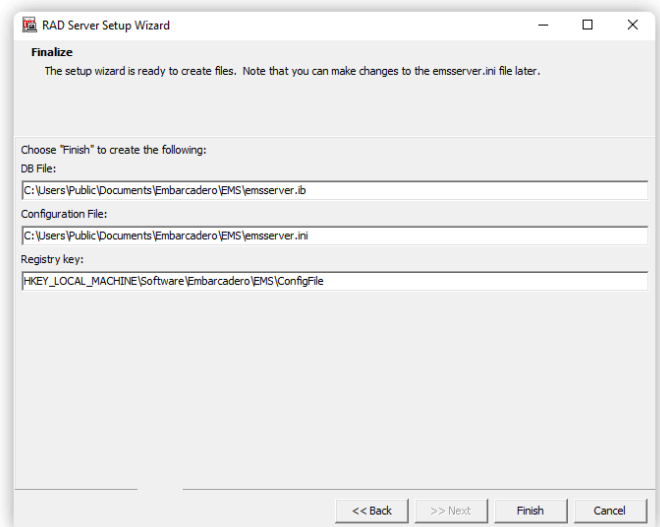 RAD Server Setup Wizard
Finalize
The setup wizard is ready to create files. Note that you can make changes to the emsserver.ini file later.
Choose "Finish" to create the following:
DB File:
C:\Users\Public\Documents\Embarcadero\EMS\emsserver.ib
Configuration File:
C:\Users\Public\Documents\Embarcadero\EMS\emsserver.ini
Registry key:
HKEY_LOCAL_MACHINE\Software\Embarcadero\EMS\ConfigFile
<< Back >> Next Finish Cancel